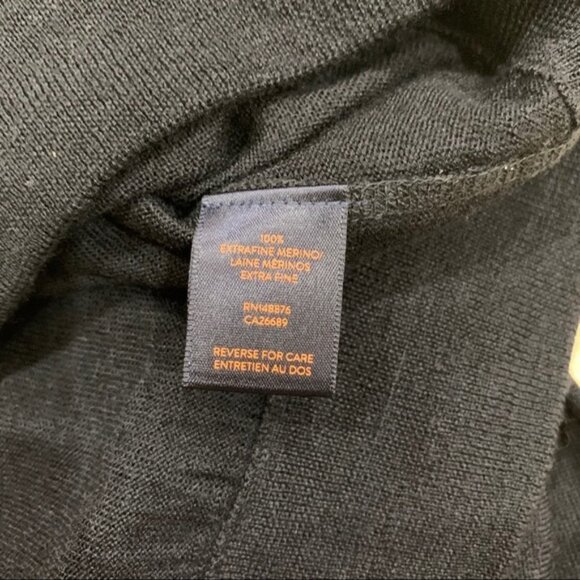 100%
EXTRAFINE MERINO/
LAINE MÉRINOS
EXTRA FINE
RN148876
CA26689
REVERSE FOR CARE
ENTRETIEN AU DOS